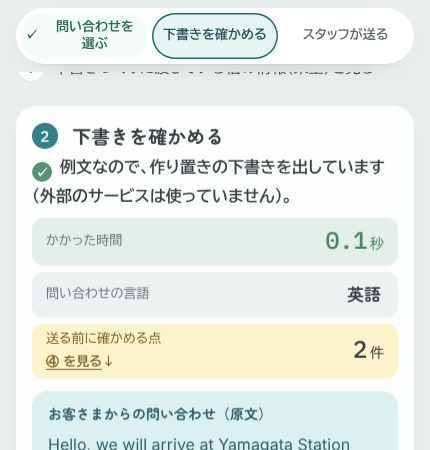 ✓ 問い合わせを
選ぶ
下書きを確かめる
スタッフが送る
2 下書きを確かめる
✓ 例文なので、作り置きの下書きを出しています
(外部のサービスは使っていません)。
かかった時間 0.1秒
問い合わせの言語 英語
送る前に確かめる点
④ を見る↓ 2件
お客さまからの問い合わせ（原文）
Hello, we will arrive at Yamagata Station